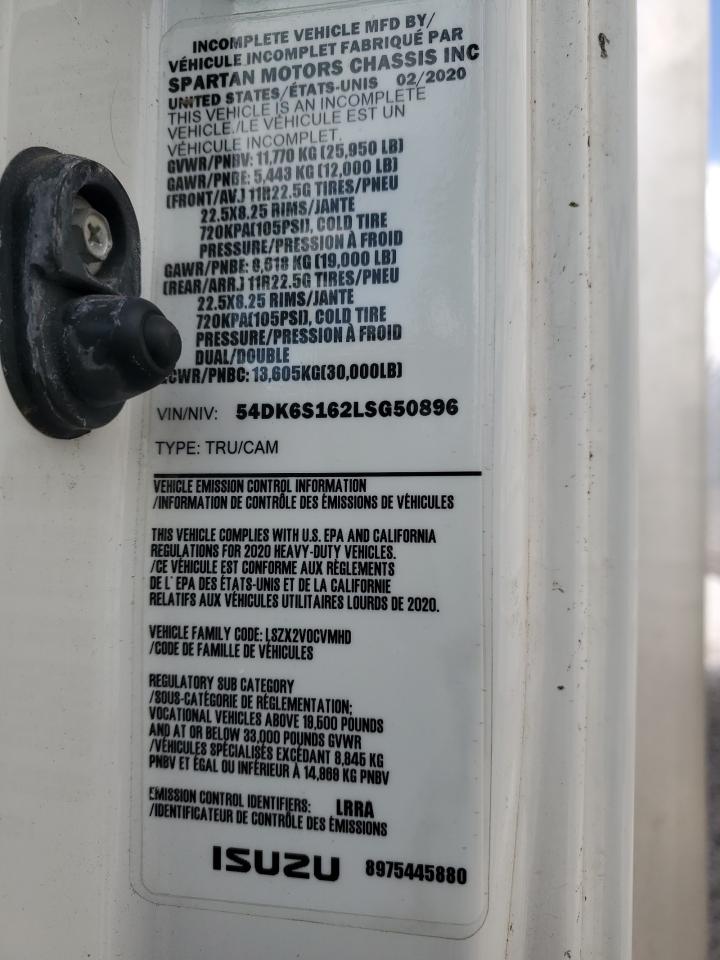 INCOMPLETE VEHICLE MFD BY/
VÉHICULE INCOMPLET FABRIQUÉ PAR
SPARTAN MOTORS CHASSIS INC
UNITED STATES/ÉTATS-UNIS 02/2020
THIS VEHICLE IS AN INCOMPLETE
VEHICLE./LE VÉHICULE EST UN
VÉHICULE INCOMPLET.
GVWR/PNBV: 11,770 KG (25,950 LB)
GAWR/PNBE: 5,443 KG (12,000 LB)
(FRONT/AV.) 11R22.5G TIRES/PNEU
22.5X8.25 RIMS/JANTE
720KPA(105PSI), COLD TIRE
PRESSURE/PRESSION À FROID
GAWR/PNBE: 8,618 KG (19,000 LB)
(REAR/ARR.) 11R22.5G TIRES/PNEU
22.5X8.25 RIMS/JANTE
720KPA(105PSI), COLD TIRE
PRESSURE/PRESSION À FROID
DUAL/DOUBLE
GCWR/PNBC: 13,605KG(30,000LB)
VIN/NIV: 54DK6S162LSG50896
TYPE: TRU/CAM
VEHICLE EMISSION CONTROL INFORMATION
/INFORMATION DE CONTRÔLE DES ÉMISSIONS DE VÉHICULES
THIS VEHICLE COMPLIES WITH U.S. EPA AND CALIFORNIA
REGULATIONS FOR 2020 HEAVY-DUTY VEHICLES.
/CE VÉHICULE EST CONFORME AUX RÈGLEMENTS
DE L' EPA DES ÉTATS-UNIS ET DE LA CALIFORNIE
RELATIFS AUX VÉHICULES UTILITAIRES LOURDS DE 2020.
VEHICLE FAMILY CODE: LSZX2VOCVMHD
/CODE DE FAMILLE DE VÉHICULES
REGULATORY SUB CATEGORY
/SOUS-CATÉGORIE DE RÉGLEMENTATION;
VOCATIONAL VEHICLES ABOVE 19,500 POUNDS
AND AT OR BELOW 33,000 POUNDS GVWR
/VÉHICULES SPÉCIALISÉS EXCÉDANT 8,845 KG
PNBV ET ÉGAL OU INFÉRIEUR À 14,968 KG PNBV
EMISSION CONTROL IDENTIFIERS: LRRA
/IDENTIFICATEUR DE CONTRÔLE DES ÉMISSIONS
ISUZU 8975445880